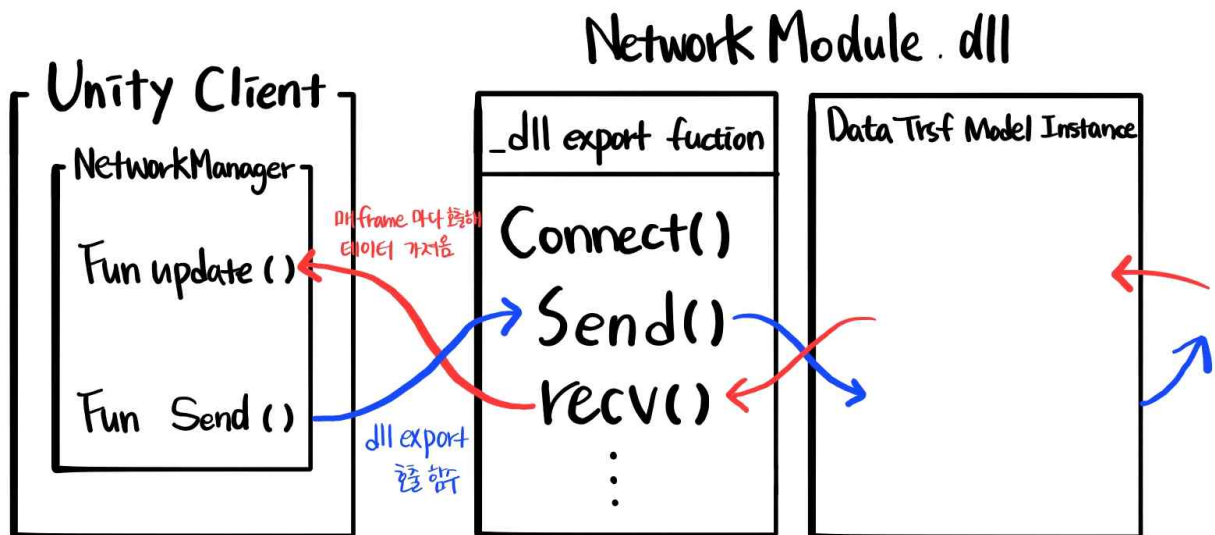 Network Module.dll
Unity Client
NetworkManager
Fun update ()
Fun Send ()
매 frame 마다 호출해
데이터 가져옴
dll export
호출 함수
_dll export fuction
Connect()
Send()
recv()
Data Trsf Model Instance